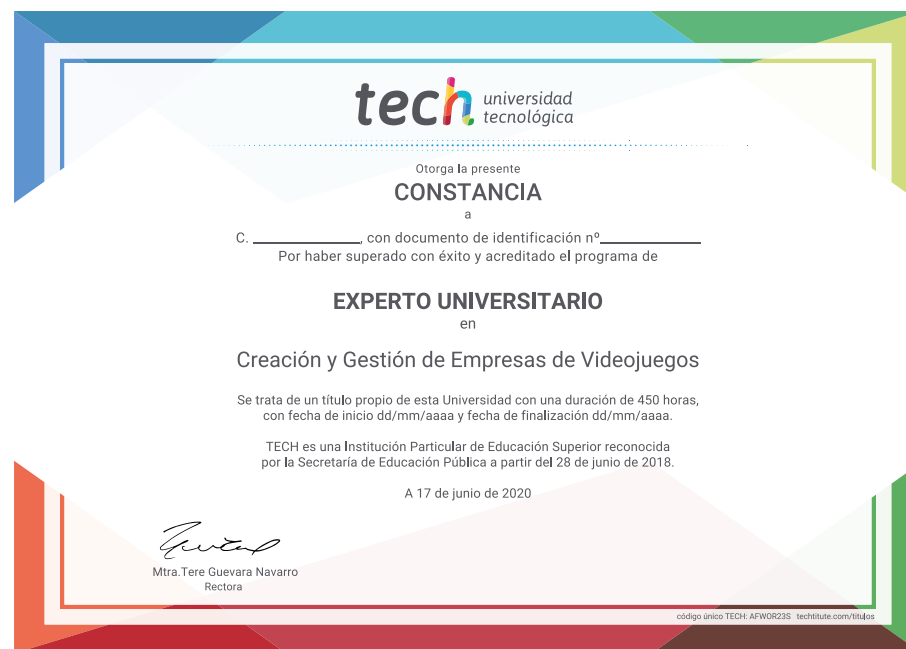 tech universidad
tecnológica
Otorga la presente
CONSTANCIA
a
C. ____________, con documento de identificación nº____________
Por haber superado con éxito y acreditado el programa de
EXPERTO UNIVERSITARIO
en
Creación y Gestión de Empresas de Videojuegos
Se trata de un título propio de esta Universidad con una duración de 450 horas,
con fecha de inicio dd/mm/aaaa y fecha de finalización dd/mm/aaaa.
TECH es una Institución Particular de Educación Superior reconocida
por la Secretaría de Educación Pública a partir del 28 de junio de 2018.
A 17 de junio de 2020
Mtra.Tere Guevara Navarro
Rectora
código único TECH: AFWOR23S techtitute.com/titulos